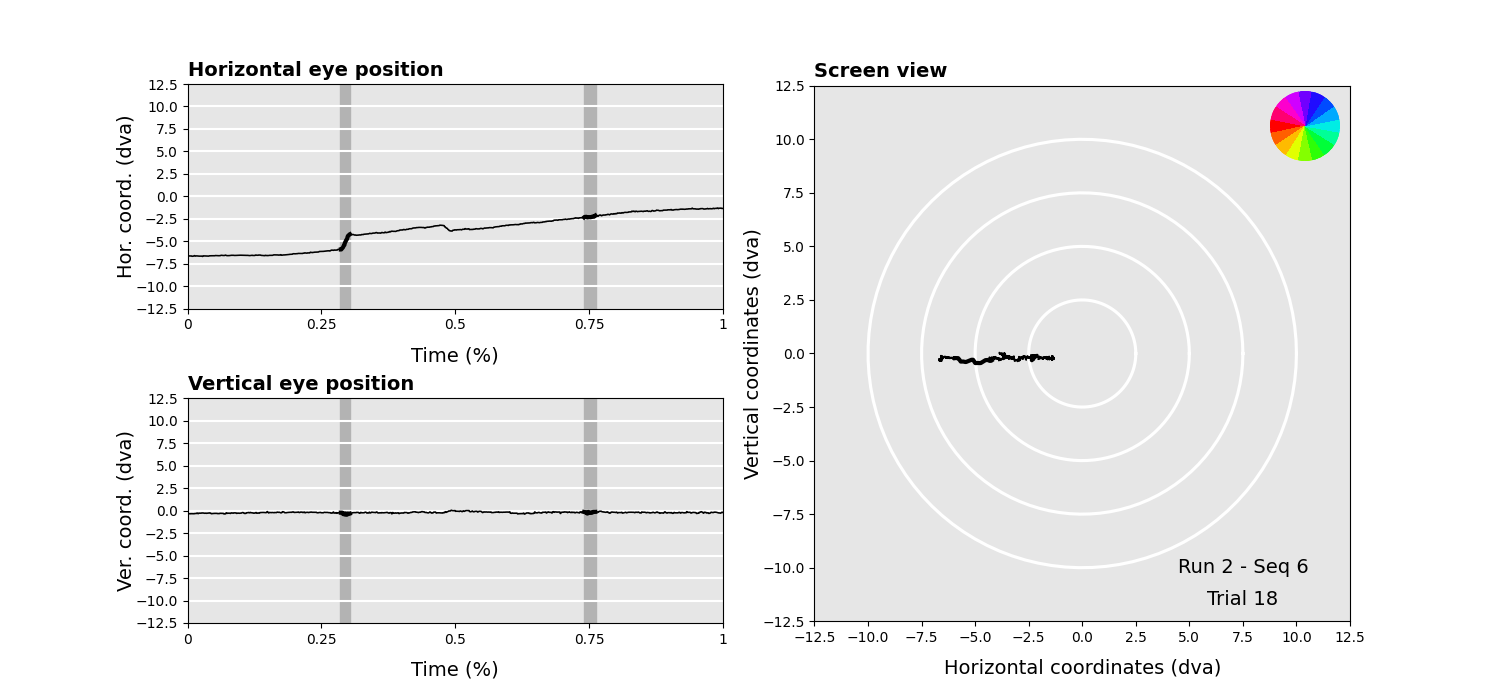 Horizontal eye position
Hor. coord. (dva)
12.5
10.0
7.5
5.0
2.5
0.0
−2.5
−5.0
−7.5
−10.0
−12.5
0 0.25 0.5 0.75 1
Time (%)
Vertical eye position
Ver. coord. (dva)
12.5
10.0
7.5
5.0
2.5
0.0
−2.5
−5.0
−7.5
−10.0
−12.5
0 0.25 0.5 0.75 1
Time (%)
Screen view
Vertical coordinates (dva)
12.5
10.0
7.5
5.0
2.5
0.0
−2.5
−5.0
−7.5
−10.0
−12.5
Run 2 - Seq 6
Trial 18
−12.5 −10.0 −7.5 −5.0 −2.5 0.0 2.5 5.0 7.5 10.0 12.5
Horizontal coordinates (dva)